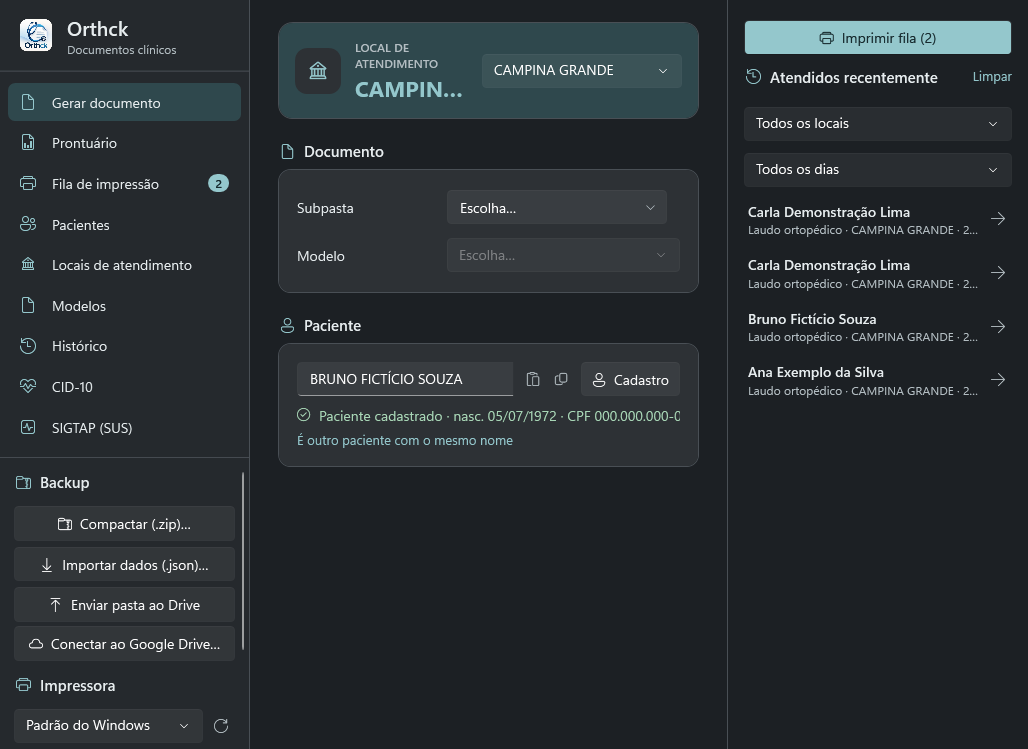 Orthck
Orthck
Documentos clínicos
Gerar documento
Prontuário
Fila de impressão
2
Pacientes
Locais de atendimento
Modelos
Histórico
CID-10
SIGTAP (SUS)
Backup
Compactar (.zip)...
Importar dados (.json)...
Enviar pasta ao Drive
Conectar ao Google Drive...
Impressora
Padrão do Windows
LOCAL DE
ATENDIMENTO
CAMPIN...
CAMPINA GRANDE
Documento
Subpasta
Escolha...
Modelo
Escolha...
Paciente
BRUNO FICTÍCIO SOUZA
Cadastro
Paciente cadastrado · nasc. 05/07/1972 · CPF 000.000.000-0
É outro paciente com o mesmo nome
Imprimir fila (2)
Atendidos recentemente
Limpar
Todos os locais
Todos os dias
Carla Demonstração Lima
Laudo ortopédico · CAMPINA GRANDE · 2...
Carla Demonstração Lima
Laudo ortopédico · CAMPINA GRANDE · 2...
Bruno Fictício Souza
Laudo ortopédico · CAMPINA GRANDE · 2...
Ana Exemplo da Silva
Laudo ortopédico · CAMPINA GRANDE · 2...